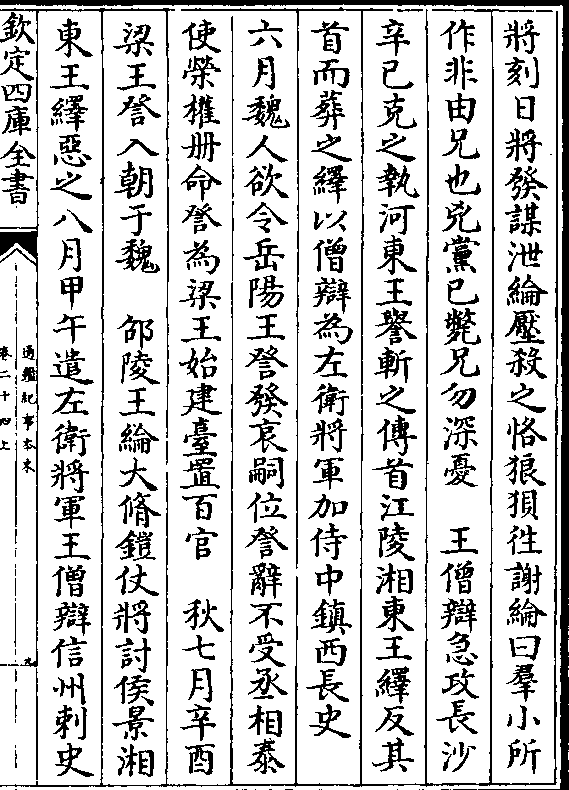 將刻日將發謀泄綸壓殺之恪狼狽徃謝綸曰羣小所
作非由兄也兇黨已斃兄勿深憂　王僧辯急攻長沙
辛巳克之執河東王譽斬之傳首江陵湘東王繹反其
首而葬之繹以僧辯為左衛將軍加侍中鎮西長史
六月魏人欲令岳陽王詧發哀嗣位詧辭不受丞相泰
使榮權册命詧為梁王始建臺置百官　秋七月辛酉
梁王詧入朝于魏　邵陵王綸大脩鎧仗將討侯景湘
東王繹惡之八月甲午遣左衛將軍王僧辯信州刺史
欽定四庫全書
通鑑紀事本末
卷二十四上
九